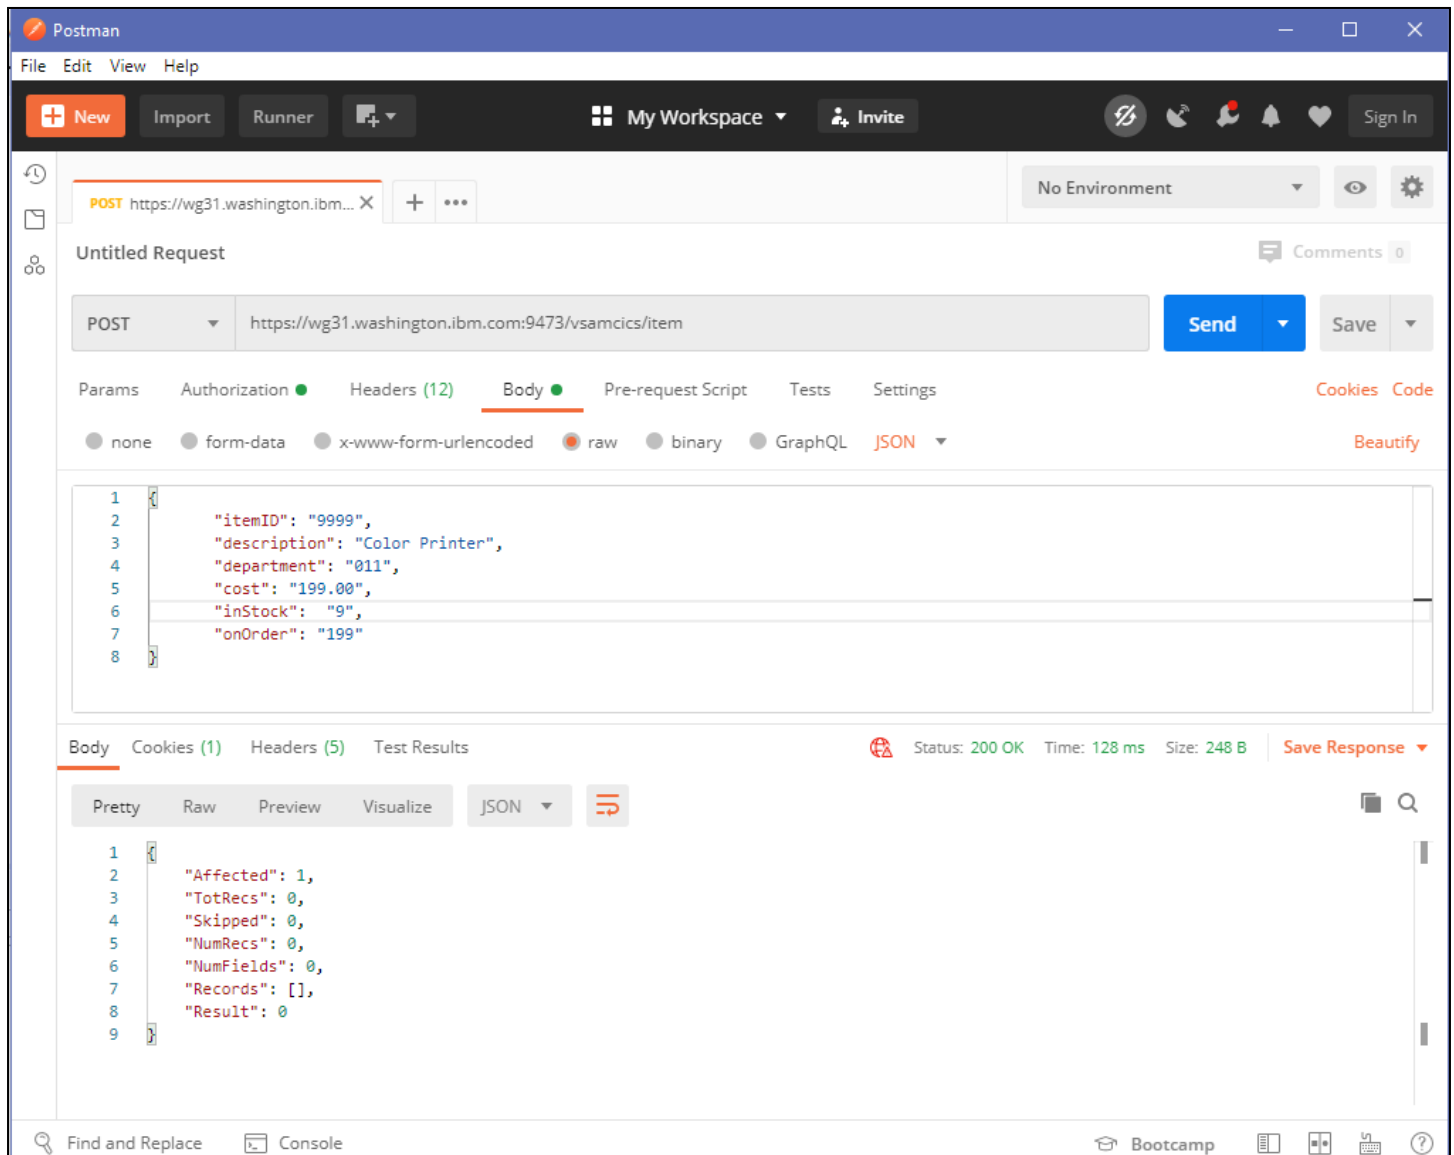 Postman
File Edit View Help
New Import Runner My Workspace Invite Sign In
POST https://wg31.washington.ibm... No Environment
Untitled Request Comments 0
POST https://wg31.washington.ibm.com:9473/vsamcics/item Send Save
Params Authorization Headers (12) Body Pre-request Script Tests Settings Cookies Code
none form-data x-www-form-urlencoded raw binary GraphQL JSON Beautify
1 {
2 "itemID": "9999",
3 "description": "Color Printer",
4 "department": "011",
5 "cost": "199.00",
6 "inStock":  "9",
7 "onOrder": "199"
8 }
Body Cookies (1) Headers (5) Test Results Status: 200 OK Time: 128 ms Size: 248 B Save Response
Pretty Raw Preview Visualize JSON
1 {
2 "Affected": 1,
3 "TotRecs": 0,
4 "Skipped": 0,
5 "NumRecs": 0,
6 "NumFields": 0,
7 "Records": [],
8 "Result": 0
9 }
Find and Replace Console Bootcamp